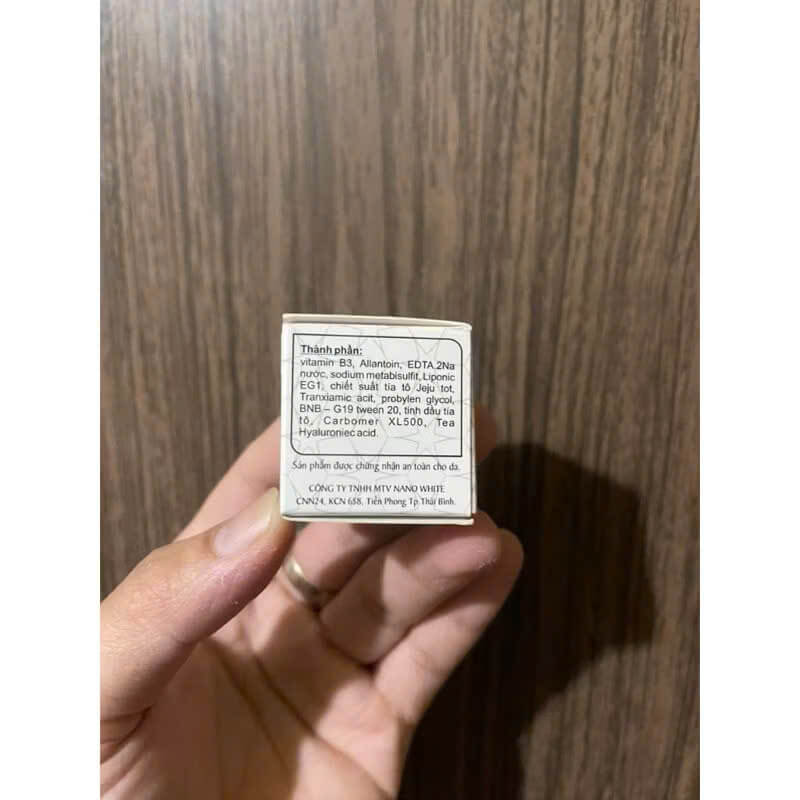 Thành phần:
vitamin B3, Allantoin, EDTA.2Na
nước, sodium metabisulfit, Liponic
EG1, chiết suất tía tô Jeju tot,
Tranxiamic acit, probylen glycol,
BNB – G19 tween 20, tinh dầu tía
tô, Carbomer XL500, Tea
Hyaluroniec acid.
Sản phẩm được chứng nhận an toàn cho da.
CÔNG TY TNHH MTV NANO WHITE
CNN24, KCN 658, Tiền Phong Tp.Thái Bình.